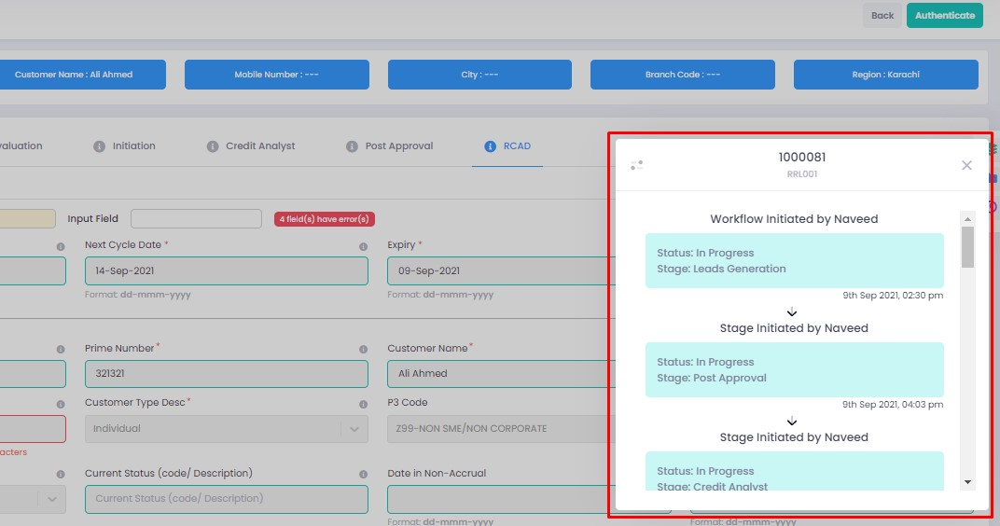 Back
Authenticate
Customer Name : Ali Ahmed
Mobile Number : ---
City : ---
Branch Code : ---
Region : Karachi
valuation
Initiation
Credit Analyst
Post Approval
RCAD
Input Field
4 field(s) have error(s)
Next Cycle Date *
Expiry *
14-Sep-2021
09-Sep-2021
Format: dd-mmm-yyyy
Format: dd-mmm-yyyy
Prime Number *
Customer Name *
321321
Ali Ahmed
Customer Type Desc *
P3 Code
Individual
Z99-NON SME/NON CORPORATE
acters
Current Status (code/ Description)
Date in Non-Accrual
Current Status (code/ Description)
Format: dd-mmm-yyyy
Format: dd-mmm-yyyy
1000081
RRL001
Workflow Initiated by Naveed
Status: In Progress
Stage: Leads Generation
9th Sep 2021, 02:30 pm
Stage Initiated by Naveed
Status: In Progress
Stage: Post Approval
9th Sep 2021, 04:03 pm
Stage Initiated by Naveed
Status: In Progress
Stage: Credit Analyst